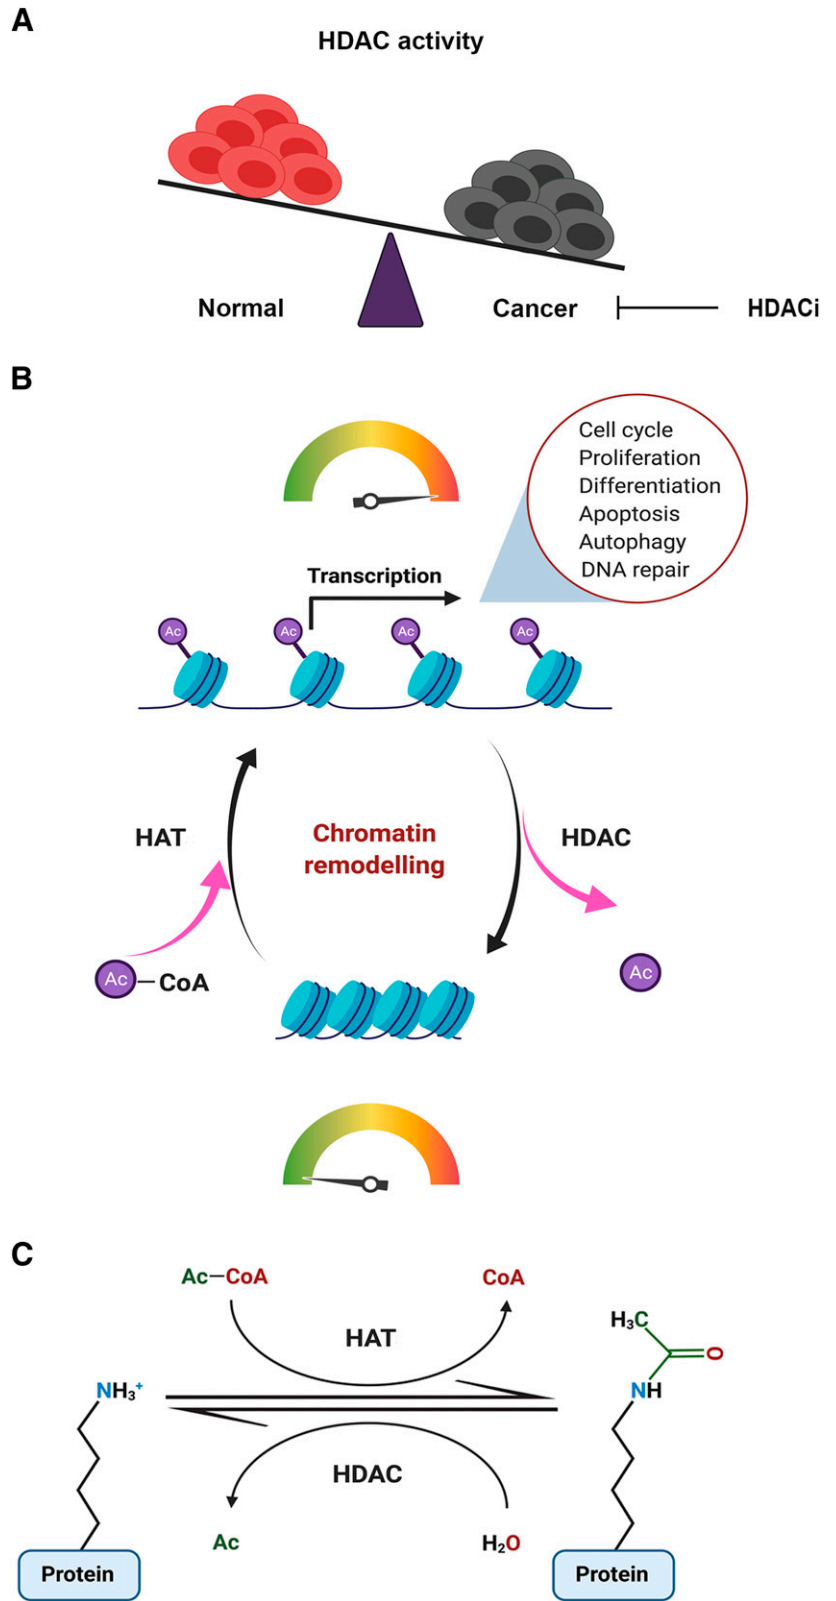 A
HDAC activity
Normal
Cancer
HDACi
B
Cell cycle
Proliferation
Differentiation
Apoptosis
Autophagy
DNA repair
Transcription
Ac
Ac
Ac
Ac
HAT
Chromatin
remodelling
HDAC
Ac–CoA
Ac
C
Ac–CoA
CoA
HAT
H₃C
O
NH₃⁺
NH
HDAC
Ac
H₂O
Protein
Protein